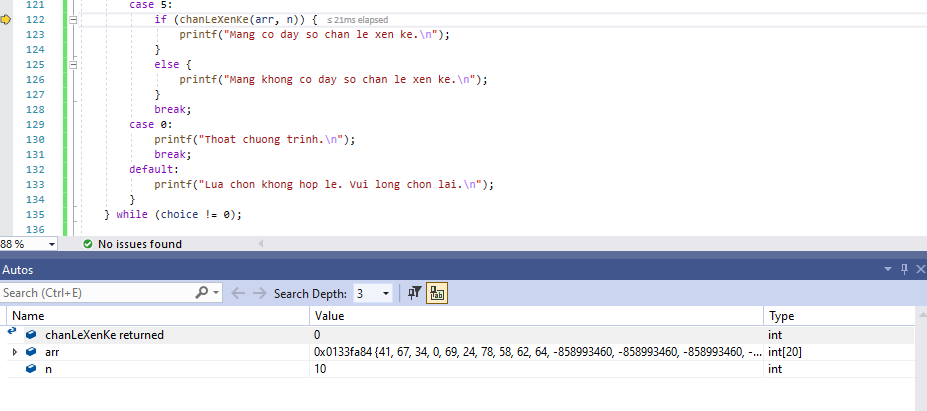 121 case 5:
122 if (chanLeXenKe(arr, n)) { ≤ 21ms elapsed
123 printf("Mang co day so chan le xen ke.\n");
124 }
125 else {
126 printf("Mang khong co day so chan le xen ke.\n");
127 }
128 break;
129 case 0:
130 printf("Thoat chuong trinh.\n");
131 break;
132 default:
133 printf("Lua chon khong hop le. Vui long chon lai.\n");
134 }
135 } while (choice != 0);
136
88 % No issues found
Autos
Search (Ctrl+E) Search Depth: 3
Name Value Type
chanLeXenKe returned 0 int
arr 0x0133fa84 {41, 67, 34, 0, 69, 24, 78, 58, 62, 64, -858993460, -858993460, -858993460, -... int[20]
n 10 int